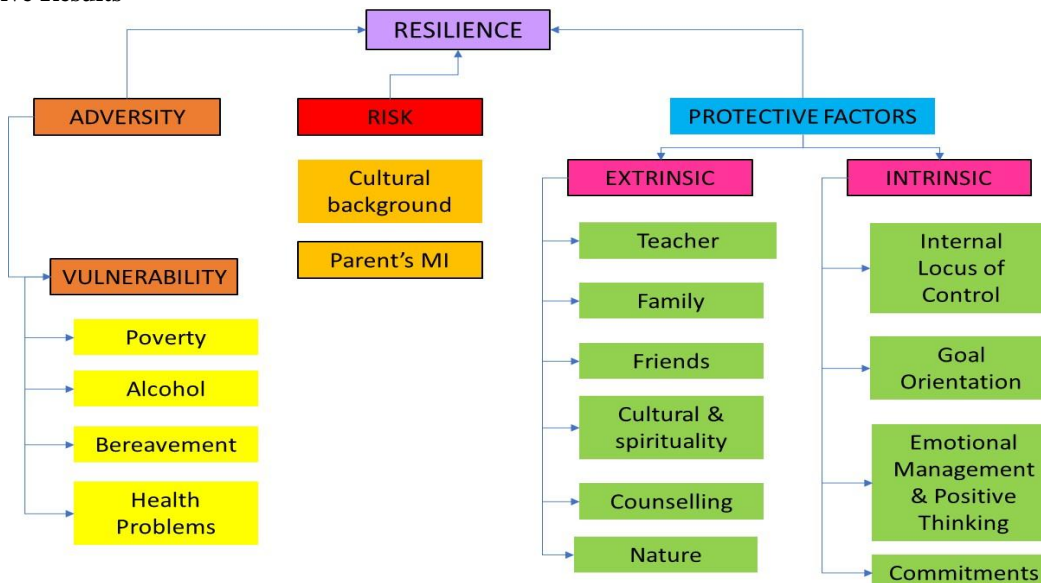 Results
RESILIENCE
ADVERSITY
RISK
PROTECTIVE FACTORS
Cultural
background
Parent's MI
EXTRINSIC
INTRINSIC
VULNERABILITY
Poverty
Alcohol
Bereavement
Health
Problems
Teacher
Family
Friends
Cultural &
spirituality
Counselling
Nature
Internal
Locus of
Control
Goal
Orientation
Emotional
Management
& Positive
Thinking
Commitments